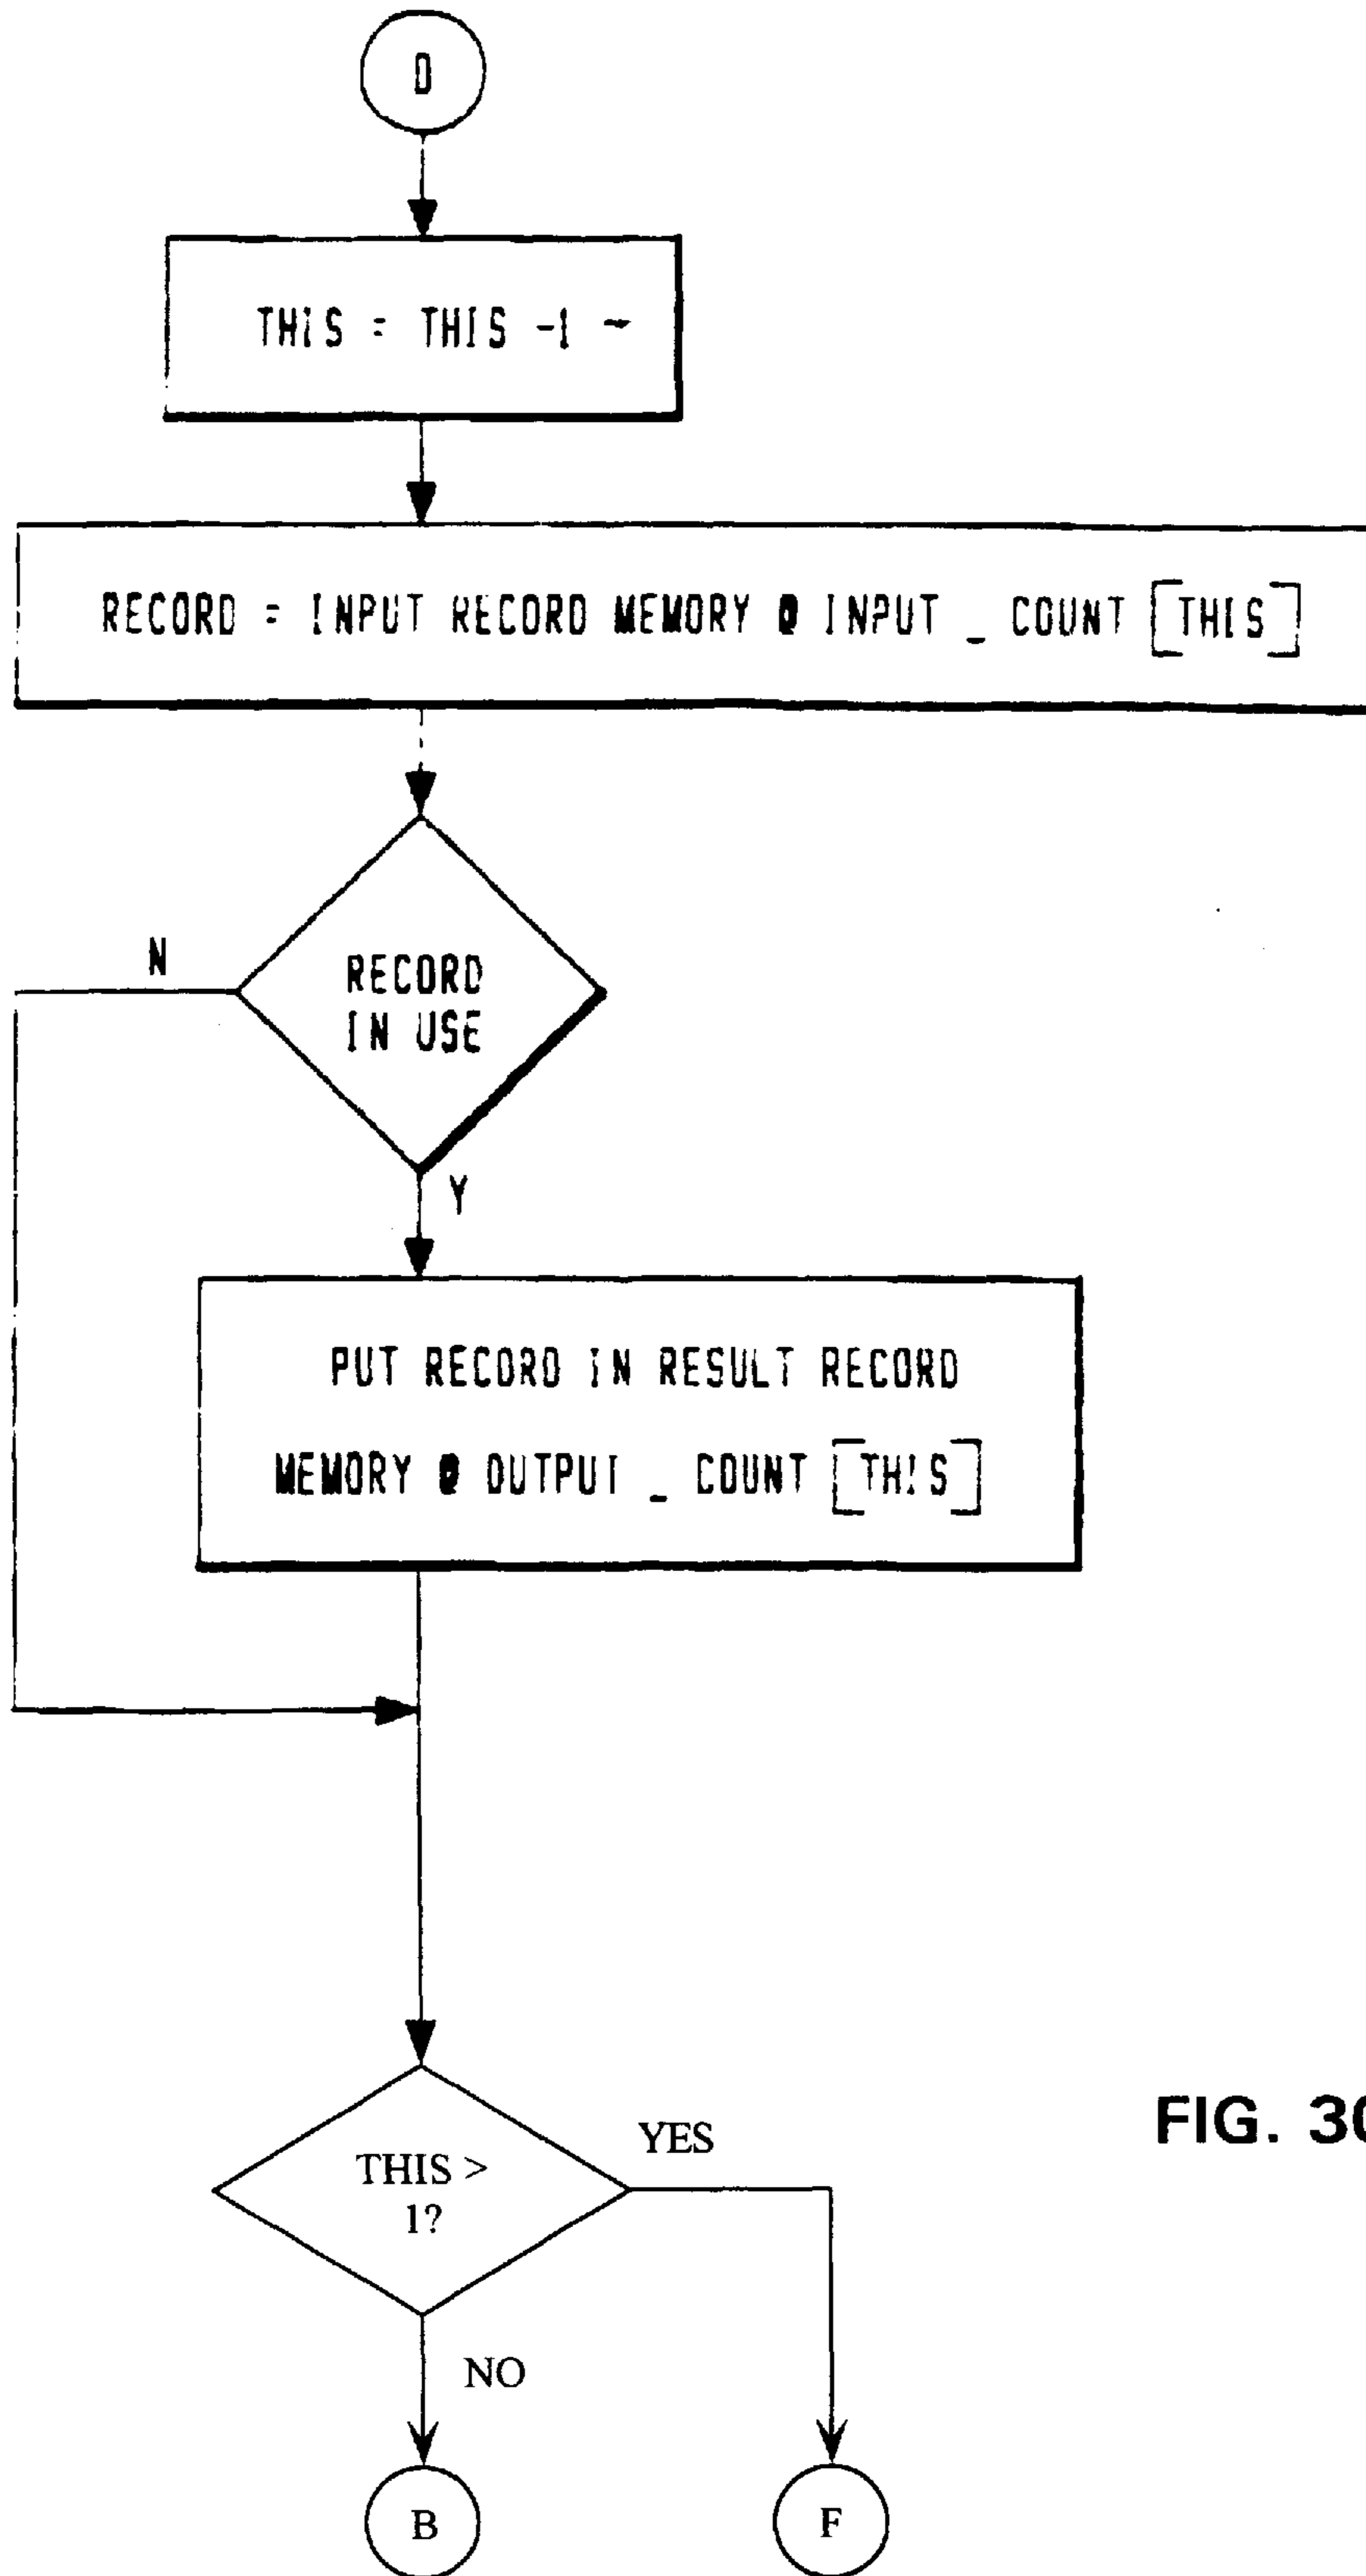 D
THIS = THIS -1 -
RECORD = INPUT RECORD MEMORY @ INPUT _ COUNT [THIS]
N
RECORD
IN USE
Y
PUT RECORD IN RESULT RECORD
MEMORY @ OUTPUT _ COUNT [THIS]
THIS >
1?
YES
FIG. 30
NO
B
F